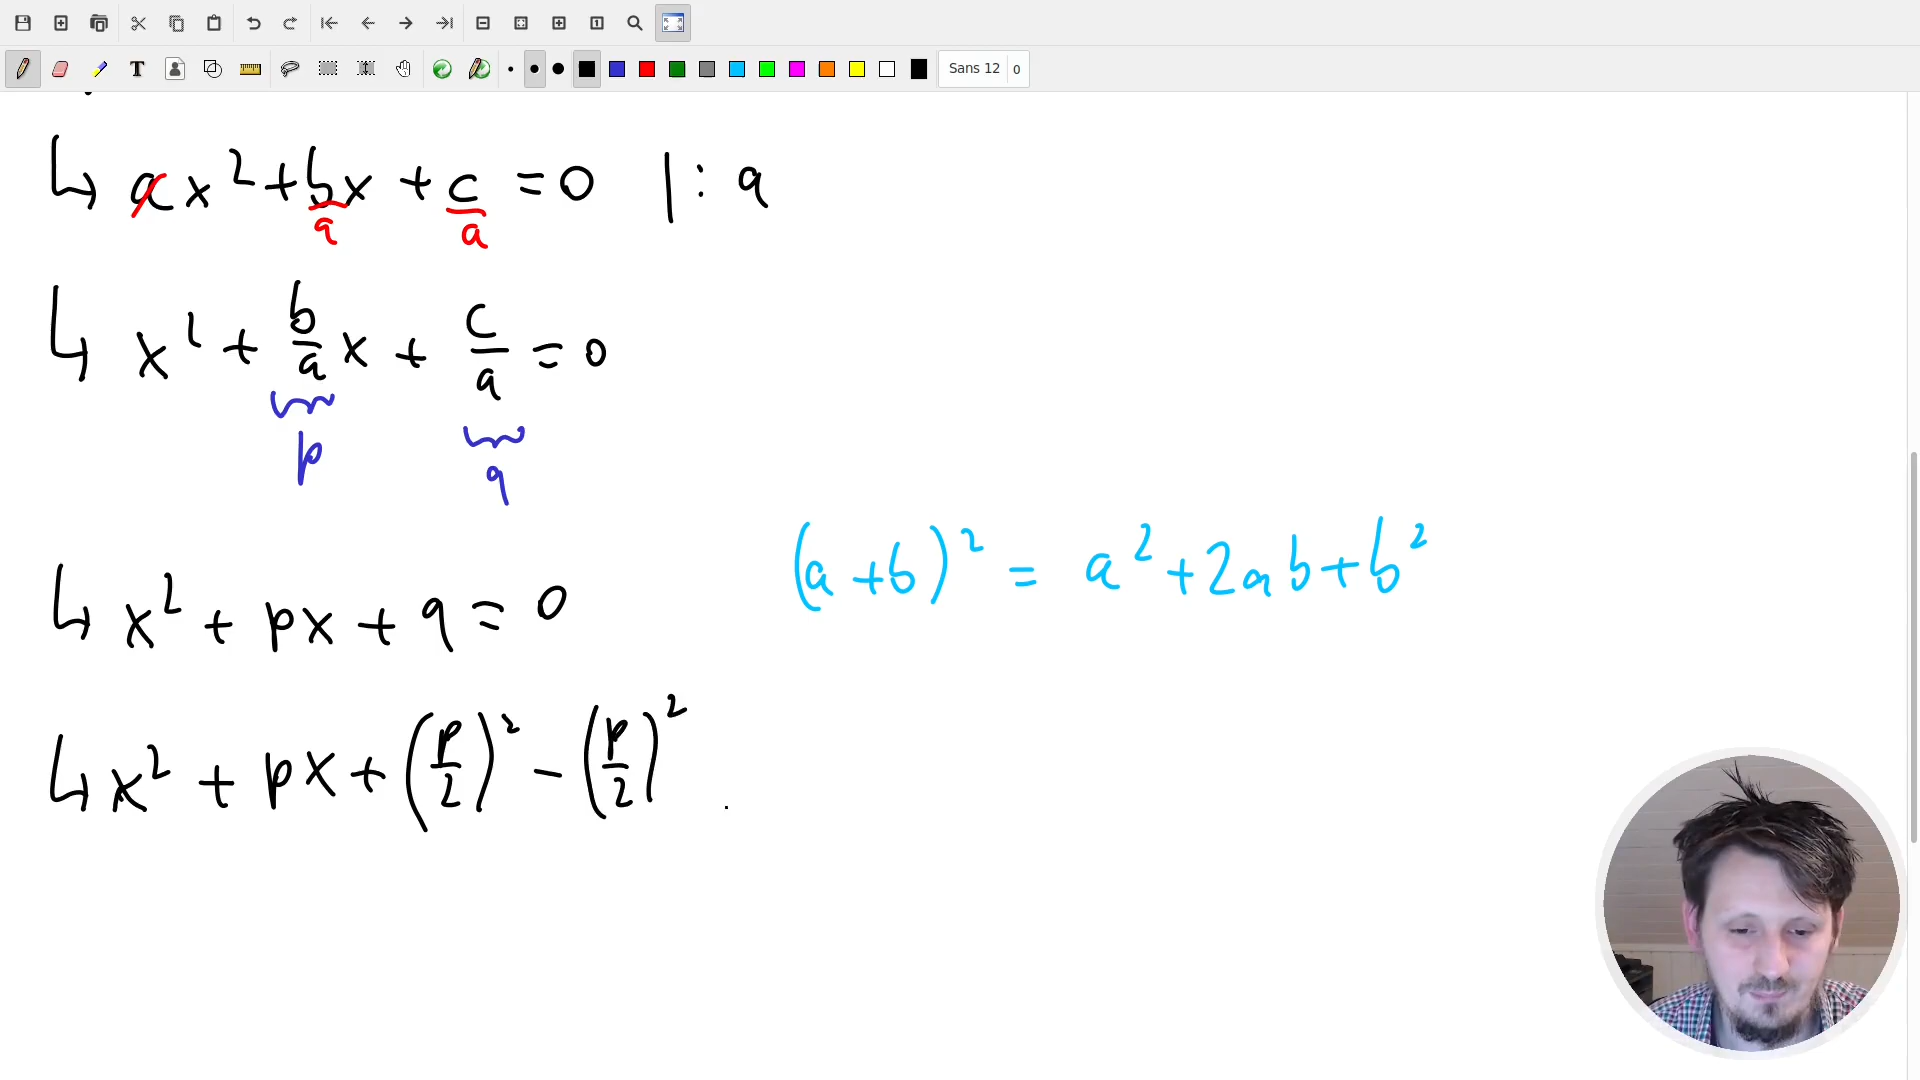 T Sans 12 0
↳ ax² + bx + c = 0 | : a
a a
↳ x² + b/a x + c/a = 0
p q
(a + b)² = a² + 2ab + b²
↳ x² + px + q = 0
↳ x² + px + (p/2)² - (p/2)²